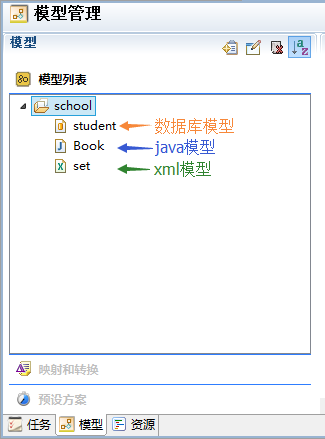 模型管理
模型
模型列表
school
student 数据库模型
Book java模型
set xml模型
映射和转换
预设方案
任务 模型 资源